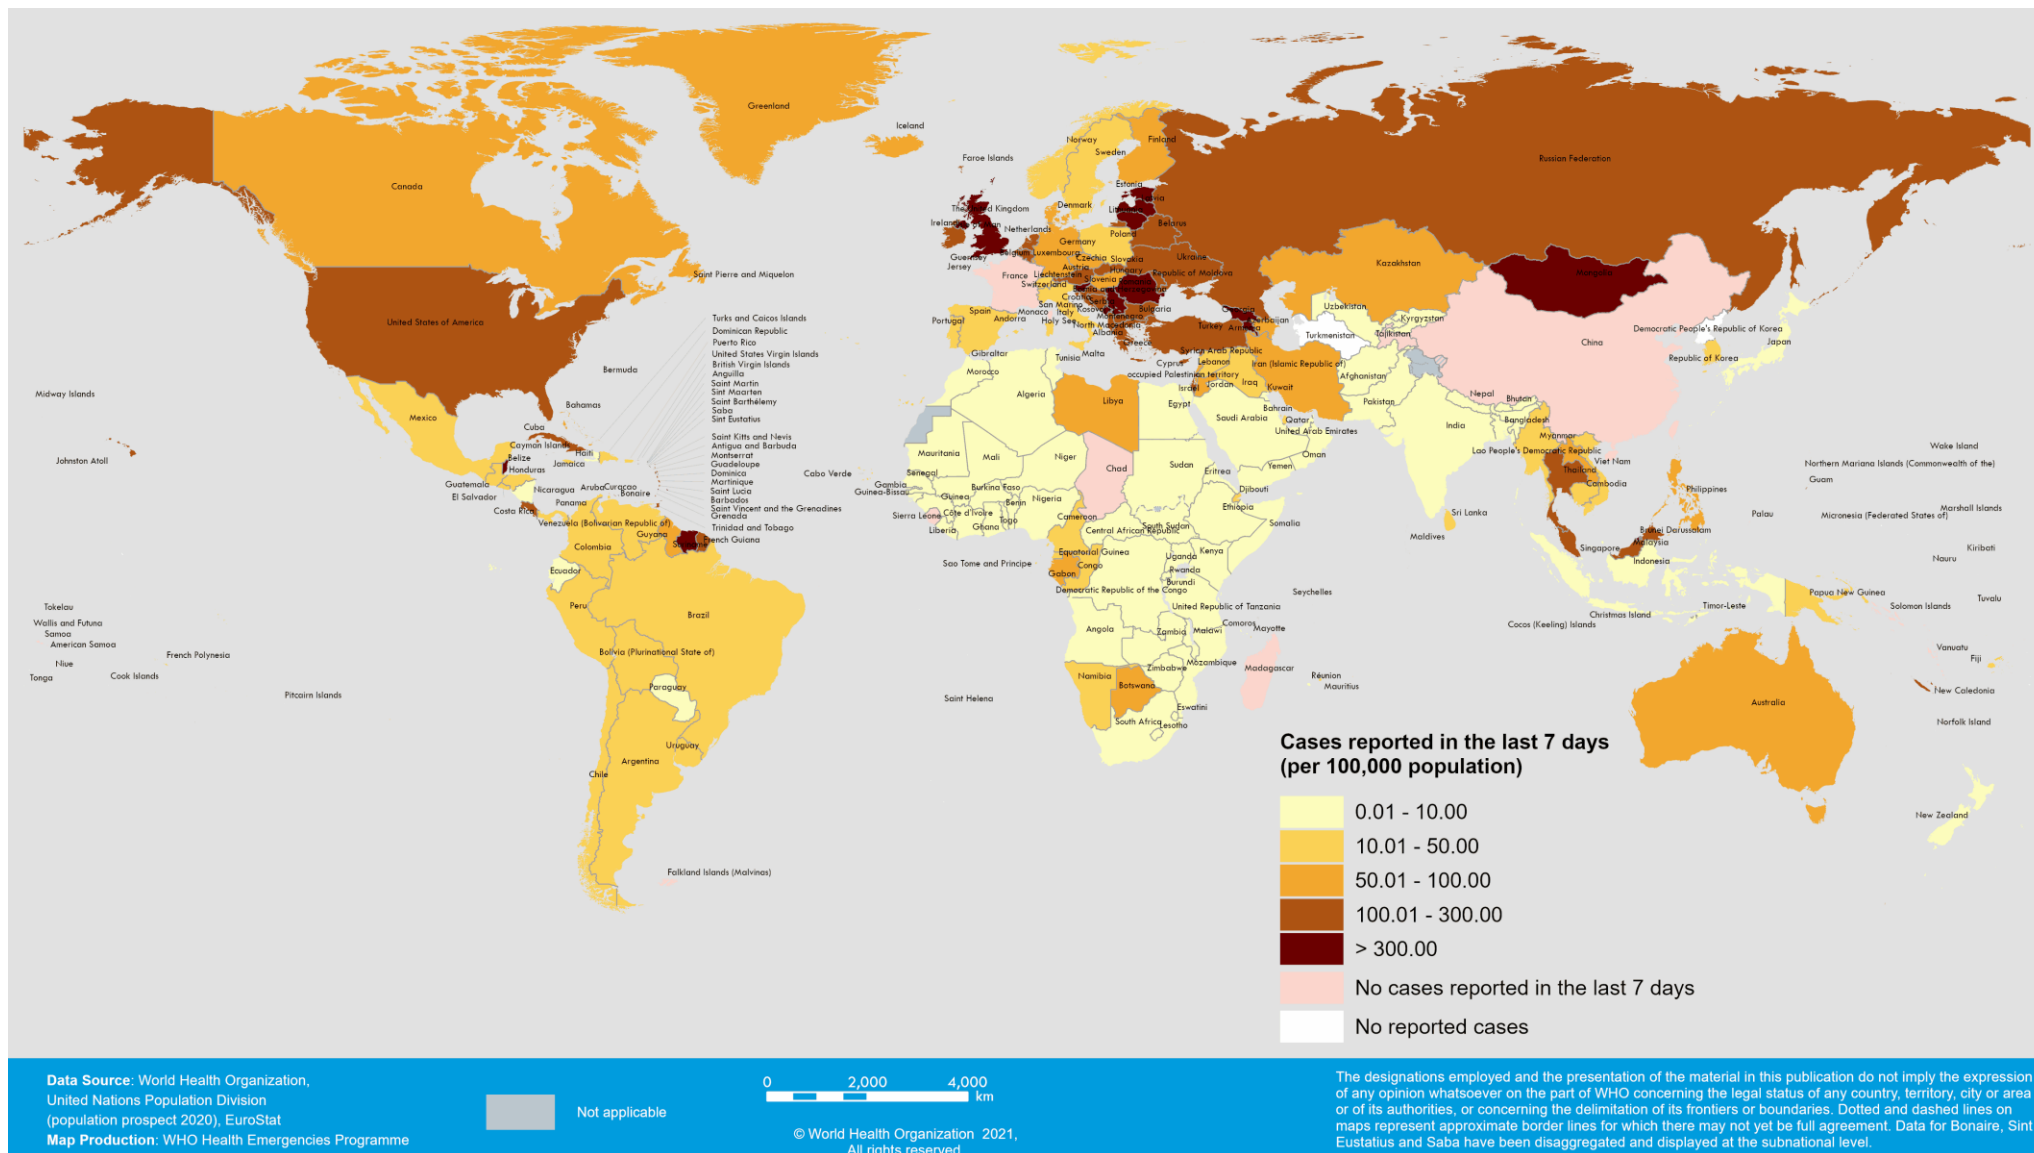 Greenland
Iceland
Faroe Islands
Norway
Finland
Sweden
Russian Federation
Canada
Estonia
Denmark
Ireland
Netherlands
Belarus
Poland
Germany
Guernsey
Belgium
Luxembourg
Czechia
Slovakia
Ukraine
Jersey
Austria
Hungary
Kazakhstan
Saint Pierre and Miquelon
France
Liechtenstein
Republic of Moldova
Mongolia
Switzerland
Slovenia
Croatia
Serbia
San Marino
Uzbekistan
Spain
Monaco
Italy
Kosovo
Bulgaria
Georgia
Turks and Caicos Islands
Portugal
Andorra
Holy See
Montenegro
Kyrgyzstan
United States of America
North Macedonia
Turkey
Armenia
Azerbaijan
Democratic People's Republic of Korea
Dominican Republic
Albania
Turkmenistan
Tajikistan
Puerto Rico
Greece
China
Japan
United States Virgin Islands
Gibraltar
Tunisia
Malta
Syrian Arab Republic
Republic of Korea
British Virgin Islands
Cyprus
Lebanon
Iran (Islamic Republic of)
Bermuda
Anguilla
Morocco
occupied Palestinian territory
Afghanistan
Saint Martin
Israel
Jordan
Iraq
Kuwait
Midway Islands
Sint Maarten
Algeria
Libya
Egypt
Pakistan
Nepal
Bhutan
Saint Barthélemy
Bahrain
Bahamas
Saba
Saudi Arabia
Qatar
Bangladesh
Mexico
Sint Eustatius
United Arab Emirates
India
Cuba
Myanmar
Saint Kitts and Nevis
Cayman Islands
Antigua and Barbuda
Wake Island
Haiti
Montserrat
Mauritania
Mali
Niger
Oman
Lao People's Democratic Republic
Johnston Atoll
Belize
Jamaica
Guadeloupe
Chad
Sudan
Yemen
Viet Nam
Northern Mariana Islands (Commonwealth of the)
Honduras
Dominica
Cabo Verde
Senegal
Eritrea
Thailand
Guam
Guatemala
Martinique
Gambia
Burkina Faso
Djibouti
Cambodia
Philippines
Nicaragua
Aruba
Curacao
Saint Lucia
Guinea-Bissau
Guinea
Nigeria
El Salvador
Bonaire
Barbados
Benin
Ethiopia
Marshall Islands
Panama
Saint Vincent and the Grenadines
Côte d'Ivoire
Sri Lanka
Palau
Micronesia (Federated States of)
Costa Rica
Grenada
Sierra Leone
Togo
Cameroon
Venezuela (Bolivarian Republic of)
Trinidad and Tobago
Liberia
Ghana
Central African Republic
South Sudan
Somalia
Brunei Darussalam
Guyana
French Guiana
Maldives
Malaysia
Colombia
Equatorial Guinea
Kenya
Singapore
Kiribati
Sao Tome and Principe
Congo
Uganda
Indonesia
Nauru
Ecuador
Gabon
Rwanda
Burundi
Democratic Republic of the Congo
Seychelles
Papua New Guinea
Tuvalu
Tokelau
Peru
United Republic of Tanzania
Timor-Leste
Solomon Islands
Brazil
Christmas Island
Wallis and Futuna
Comoros
Cocos (Keeling) Islands
Samoa
Angola
Zambia
Malawi
Mayotte
American Samoa
Bolivia (Plurinational State of)
Vanuatu
French Polynesia
Fiji
Niue
Zimbabwe
Mozambique
Madagascar
Tonga
Cook Islands
Namibia
Réunion
Paraguay
Botswana
Mauritius
Pitcairn Islands
Saint Helena
New Caledonia
Eswatini
Australia
South Africa
Lesotho
Norfolk Island
Uruguay
Argentina
Chile
New Zealand
Falkland Islands (Malvinas)
Cases reported in the last 7 days
(per 100,000 population)
0.01 - 10.00
10.01 - 50.00
50.01 - 100.00
100.01 - 300.00
> 300.00
No cases reported in the last 7 days
No reported cases
Data Source: World Health Organization,
United Nations Population Division
(population prospect 2020), EuroStat
Map Production: WHO Health Emergencies Programme
Not applicable
0 2,000 4,000
km
© World Health Organization 2021,
All rights reserved
The designations employed and the presentation of the material in this publication do not imply the expression
of any opinion whatsoever on the part of WHO concerning the legal status of any country, territory, city or area
or of its authorities, or concerning the delimitation of its frontiers or boundaries. Dotted and dashed lines on
maps represent approximate border lines for which there may not yet be full agreement. Data for Bonaire, Sint
Eustatius and Saba have been disaggregated and displayed at the subnational level.